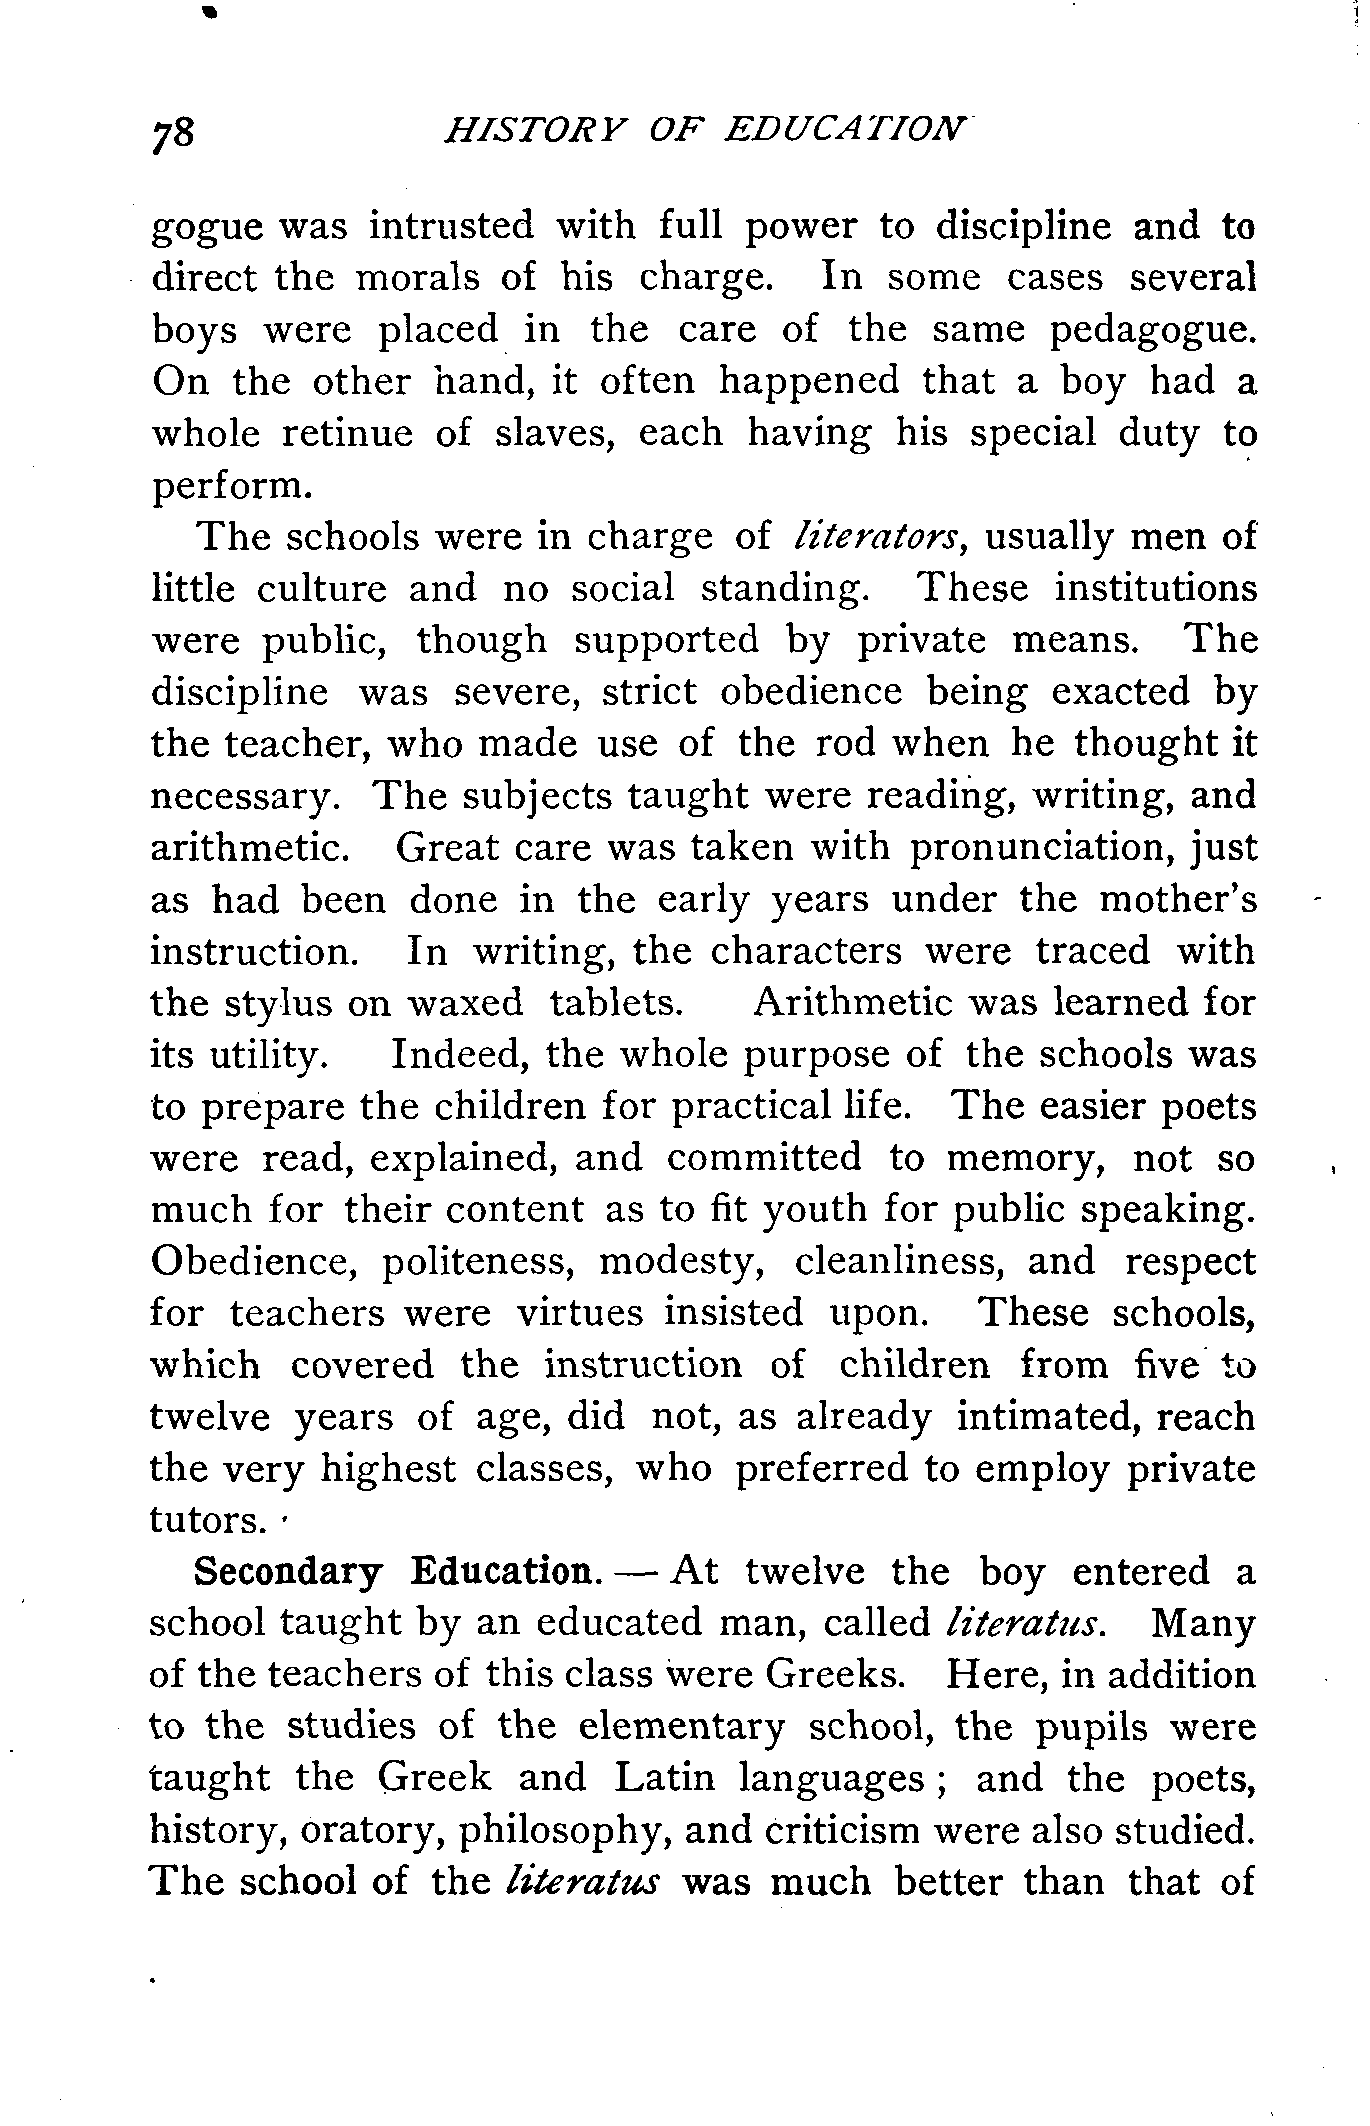 78 HISTORY OF EDUCATION
gogue was intrusted with full power to discipline and to
direct the morals of his charge. In some cases several
boys were placed in the care of the same pedagogue.
On the other hand, it often happened that a boy had a
whole retinue of slaves, each having his special duty to
perform.
The schools were in charge of literators, usually men of
little culture and no social standing. These institutions
were public, though supported by private means. The
discipline was severe, strict obedience being exacted by
the teacher, who made use of the rod when he thought it
necessary. The subjects taught were reading, writing, and
arithmetic. Great care was taken with pronunciation, just
as had been done in the early years under the mother's
instruction. In writing, the characters were traced with
the stylus on waxed tablets. Arithmetic was learned for
its utility. Indeed, the whole purpose of the schools was
to prepare the children for practical life. The easier poets
were read, explained, and committed to memory, not so
much for their content as to fit youth for public speaking.
Obedience, politeness, modesty, cleanliness, and respect
for teachers were virtues insisted upon. These schools,
which covered the instruction of children from five to
twelve years of age, did not, as already intimated, reach
the very highest classes, who preferred to employ private
tutors.
Secondary Education. — At twelve the boy entered a
school taught by an educated man, called literatus. Many
of the teachers of this class were Greeks. Here, in addition
to the studies of the elementary school, the pupils were
taught the Greek and Latin languages ; and the poets,
history, oratory, philosophy, and criticism were also studied.
The school of the literatus was much better than that of